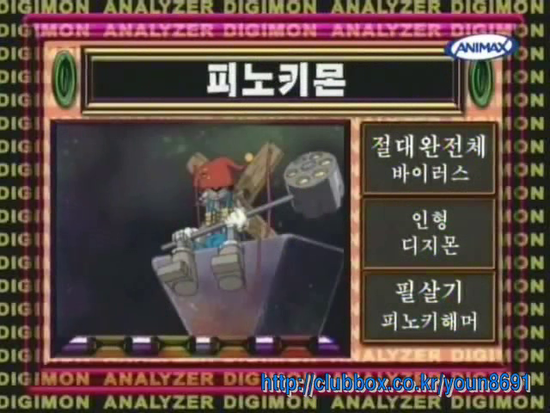 DIGIMON ANALYZER DIGIMON ANALYZER DIGIMON
ANIMAX
피노키몬
절대완전체
바이러스
인형
디지몬
필살기
피노키해머
DIGIMON ANALYZER DIGIMON ANALYZER DIGIMON
http://clubbox.co.kr/youn8691